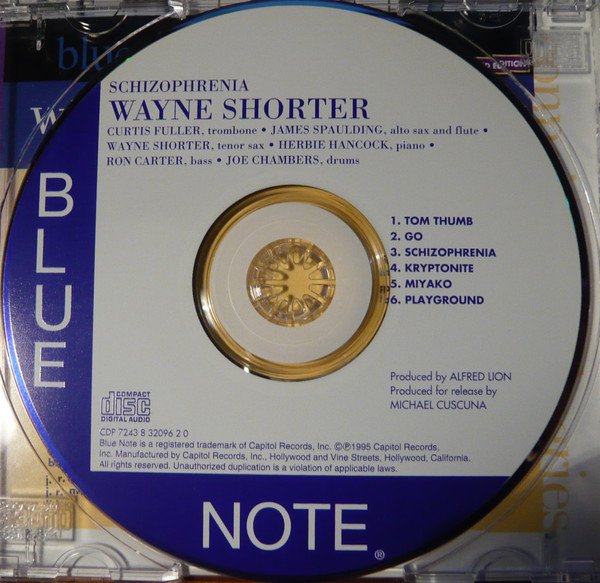 blue
D EDITION
SCHIZOPHRENIA
WAYNE SHORTER
CURTIS FULLER, trombone • JAMES SPAULDING, alto sax and flute •
WAYNE SHORTER, tenor sax • HERBIE HANCOCK, piano •
RON CARTER, bass • JOE CHAMBERS, drums
BLUE
1. TOM THUMB
2. GO
3. SCHIZOPHRENIA
4. KRYPTONITE
5. MIYAKO
6. PLAYGROUND
Produced by ALFRED LION
Produced for release by
MICHAEL CUSCUNA
COMPACT
disc
DIGITAL AUDIO
CDP 7243 8 32096 2 0
Blue Note is a registered trademark of Capitol Records, Inc. ©℗1995 Capitol Records,
Inc. Manufactured by Capitol Records, Inc., Hollywood and Vine Streets, Hollywood, California.
All rights reserved. Unauthorized duplication is a violation of applicable laws.
NOTE®